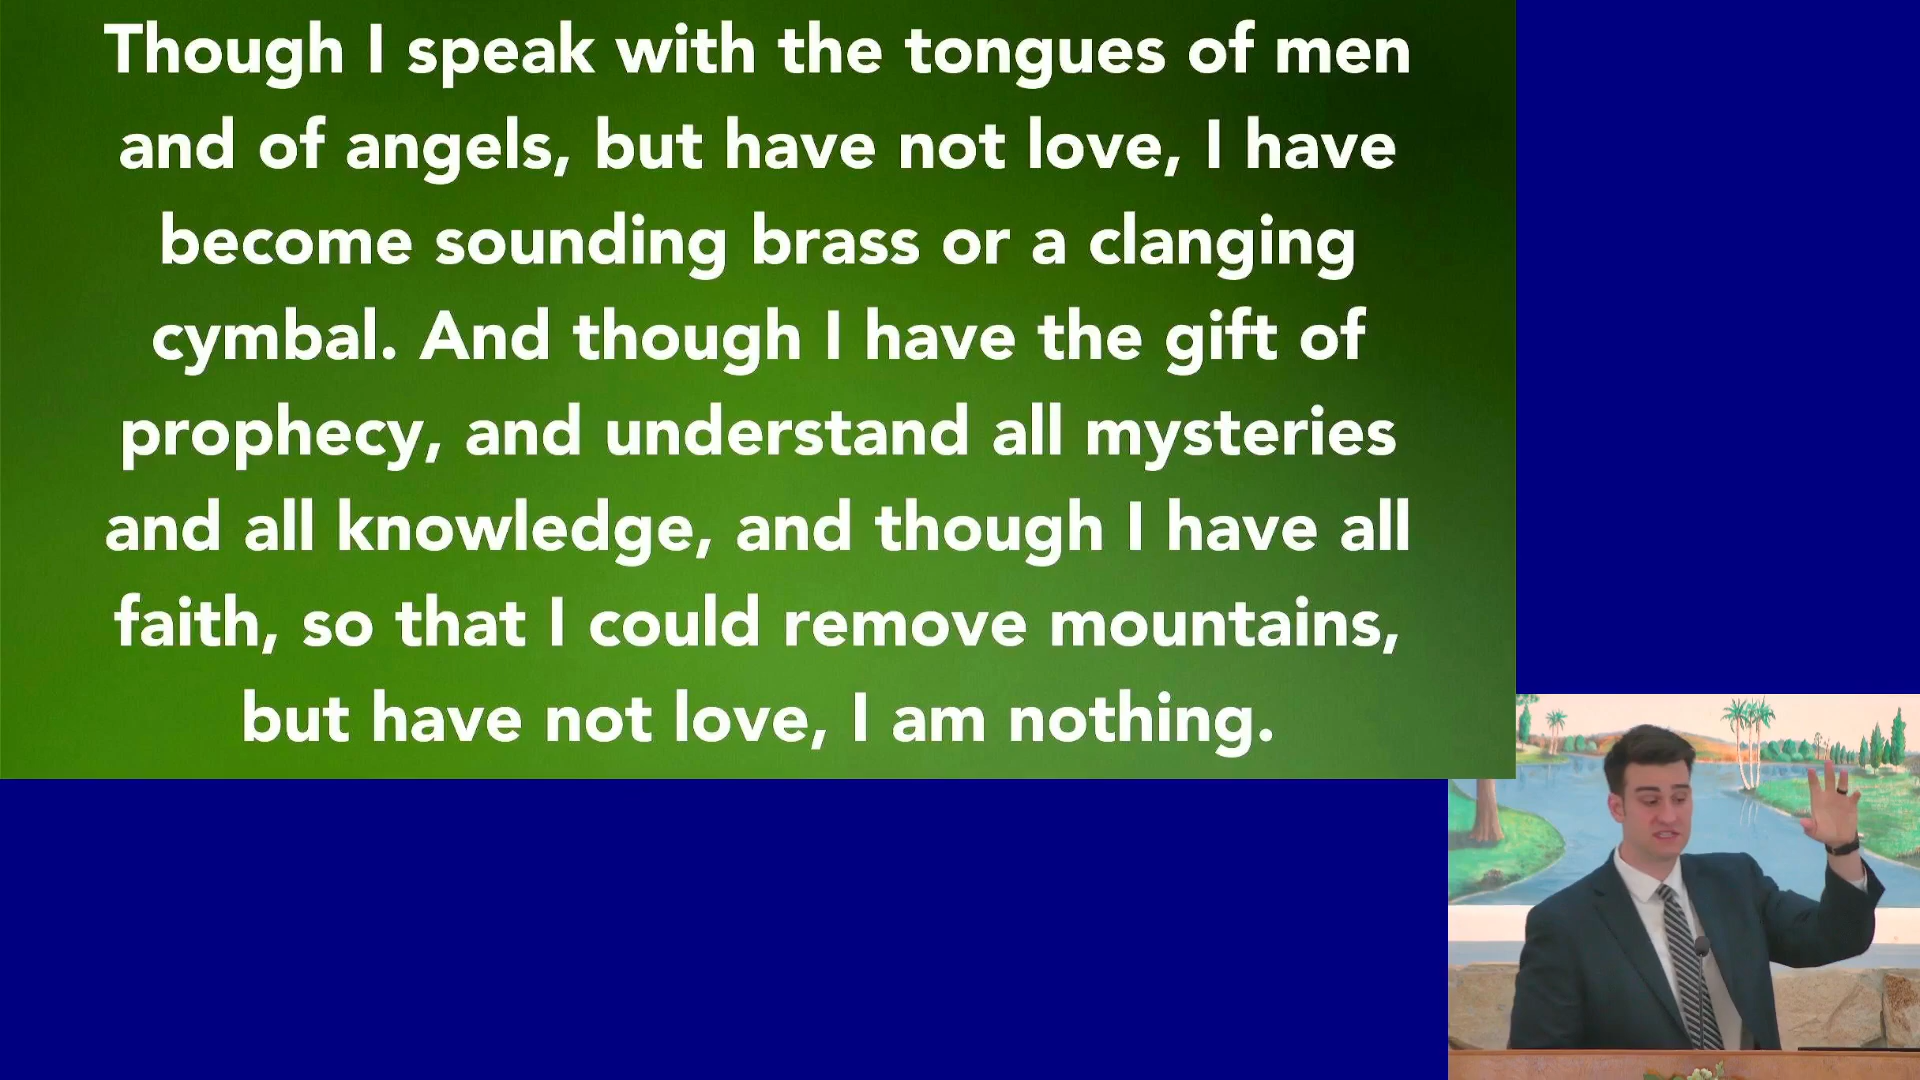 Though I speak with the tongues of men
and of angels, but have not love, I have
become sounding brass or a clanging
cymbal. And though I have the gift of
prophecy, and understand all mysteries
and all knowledge, and though I have all
faith, so that I could remove mountains,
but have not love, I am nothing.